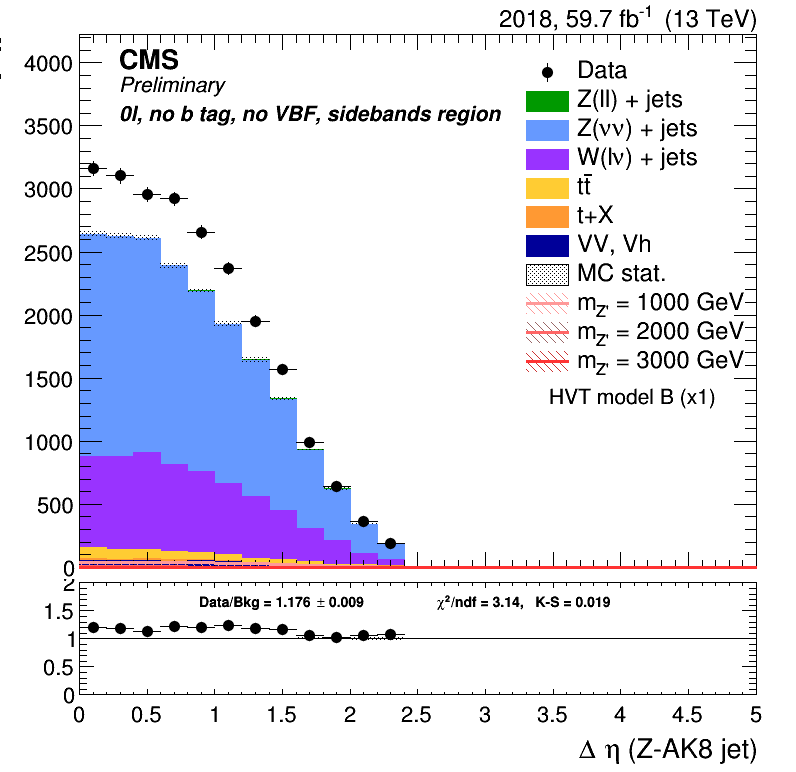 2018, 59.7 fb⁻¹ (13 TeV)
CMS
Preliminary
0l, no b tag, no VBF, sidebands region
Data
Z(ll) + jets
Z(νν) + jets
W(lν) + jets
tt̄
t+X
VV, Vh
MC stat.
m_Z' = 1000 GeV
m_Z' = 2000 GeV
m_Z' = 3000 GeV
HVT model B (x1)
4000
3500
3000
2500
2000
1500
1000
500
0
Data/Bkg = 1.176 ± 0.009
χ²/ndf = 3.14, K-S = 0.019
2
1.5
1
0.5
0
0 0.5 1 1.5 2 2.5 3 3.5 4 4.5 5
Δ η (Z-AK8 jet)